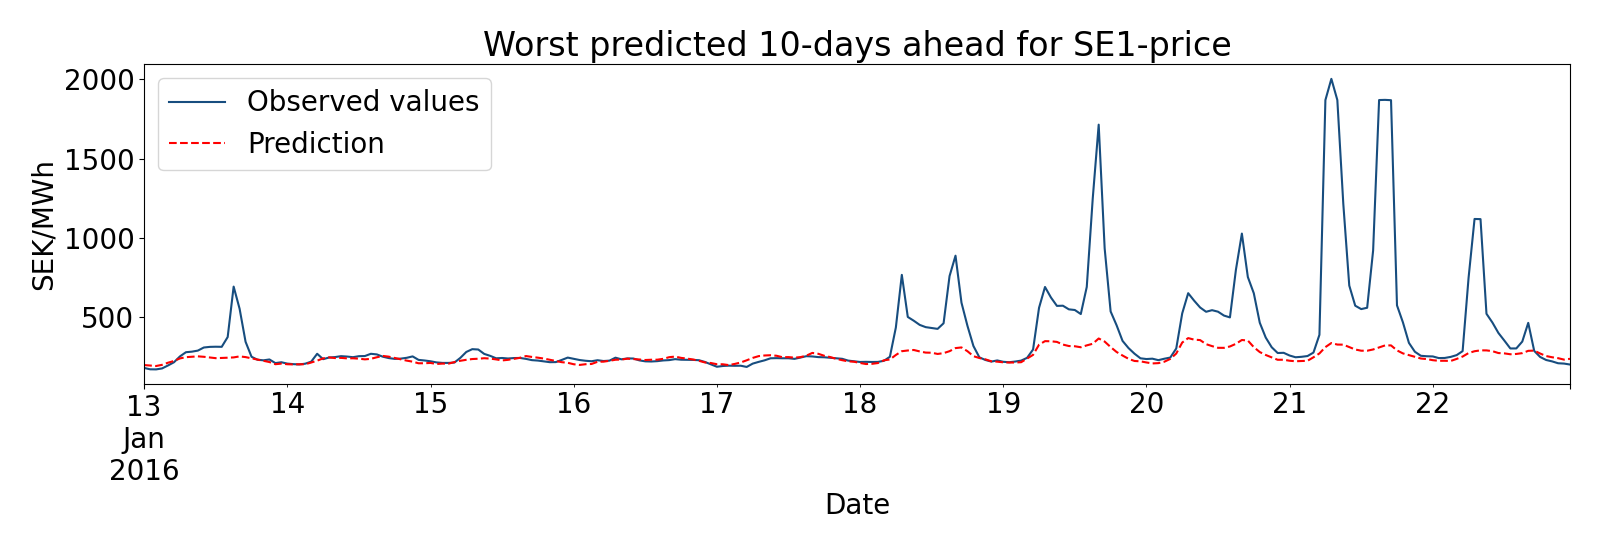 Worst predicted 10-days ahead for SE1-price
2000
1500
1000
500
SEK/MWh
Observed values
Prediction
13 14 15 16 17 18 19 20 21 22
Jan
2016
Date